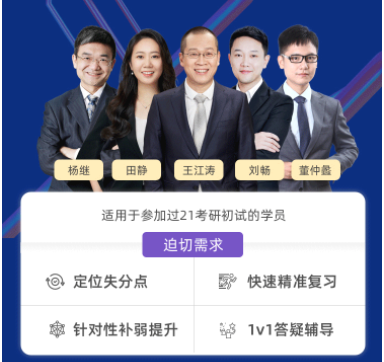 杨继 田静 王江涛 刘畅 董仲蠡
适用于参加过21考研初试的学员
迫切需求
定位失分点 快速精准复习
针对性补弱提升 1v1答疑辅导